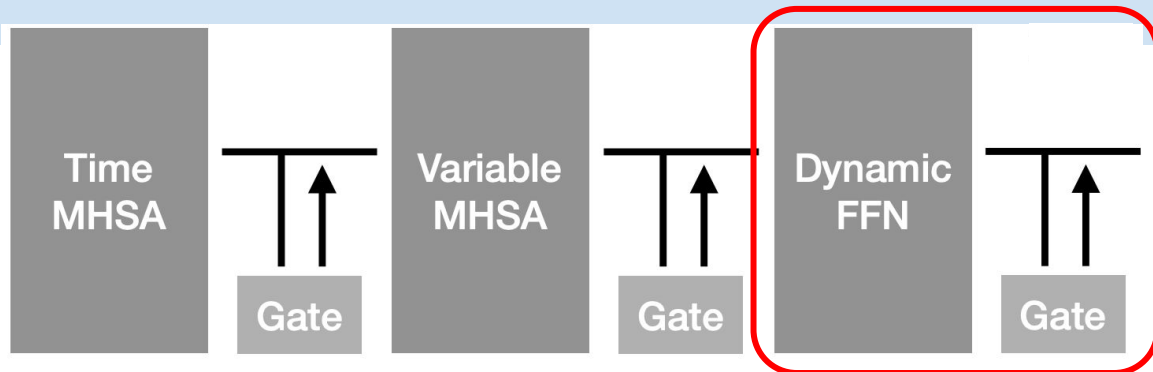 Time
MHSA
Gate
Variable
MHSA
Gate
Dynamic
FFN
Gate